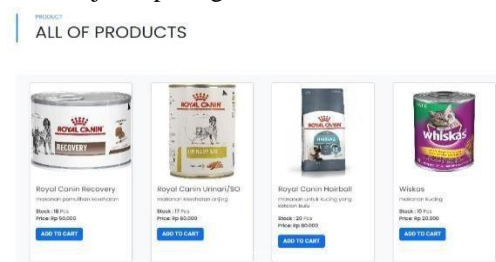 PRODUCT
ALL OF PRODUCTS
ROYAL CANIN
RECOVERY
ROYAL CANIN
URINARY S/O
ROYAL CANIN
HAIRBALL
whiskas
Royal Canin Recovery
makanan pemulihan kesehatan
Stock : 18 Pcs
Price: Rp 50.000
ADD TO CART
Royal Canin Urinari/SO
makanan kesehatan anjing
Stock : 17 Pcs
Price: Rp 60.000
ADD TO CART
Royal Canin Hairball
makanan untuk kucing yang
Stock : 20 Pcs
Price: Rp 80.000
ADD TO CART
Wiskas
makanan kucing
Stock : 10 Pcs
Price: Rp 20.000
ADD TO CART